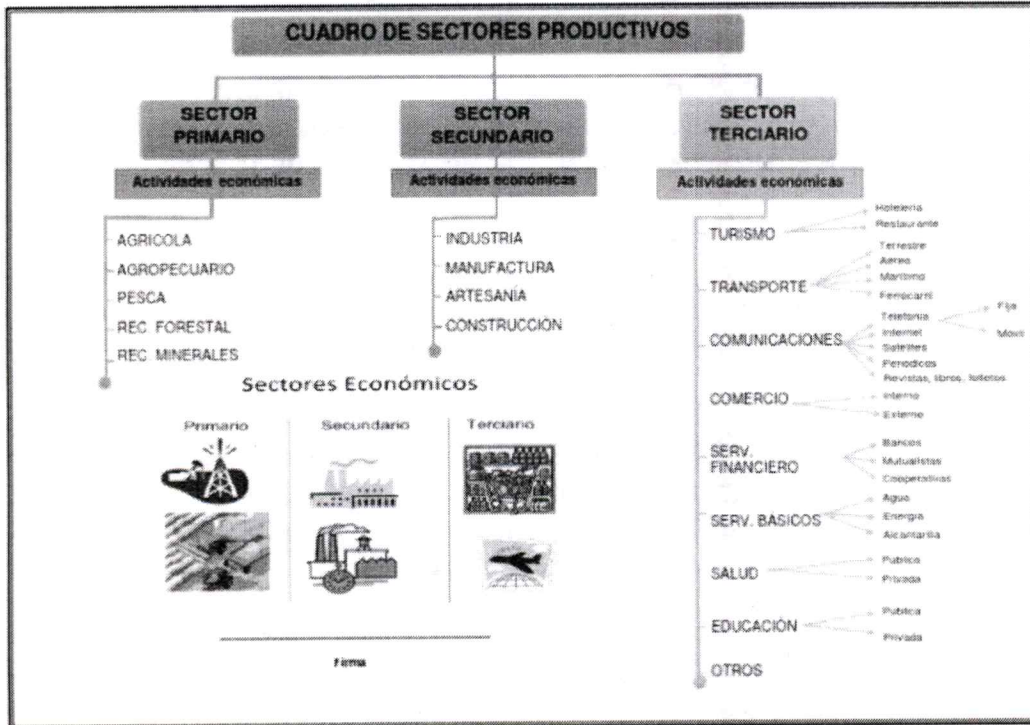 CUADRO DE SECTORES PRODUCTIVOS
SECTOR
PRIMARIO
Actividades económicas
AGRICOLA
AGROPECUARIO
PESCA
REC. FORESTAL
REC. MINERALES
SECTOR
SECUNDARIO
Actividades económicas
INDUSTRIA
MANUFACTURA
ARTESANIA
CONSTRUCCIÓN
SECTOR
TERCIARIO
Actividades económicas
TURISMO
Hoteleria
Restaurante
TRANSPORTE
Terrestre
Aereo
Maritimo
Ferrocarril
COMUNICACIONES
Telefonia
Fija
Movil
Internet
Satelites
Periodicos
Revistas, libros, folletos
COMERCIO
Interno
Externo
SERV.
FINANCIERO
Bancos
Mutualistas
Cooperativas
SERV. BÁSICOS
Agua
Energia
Alcantarilla
SALUD
Publica
Privada
EDUCACIÓN
Publica
Privada
OTROS
Sectores Económicos
Primario
Secundario
Terciario
Firma